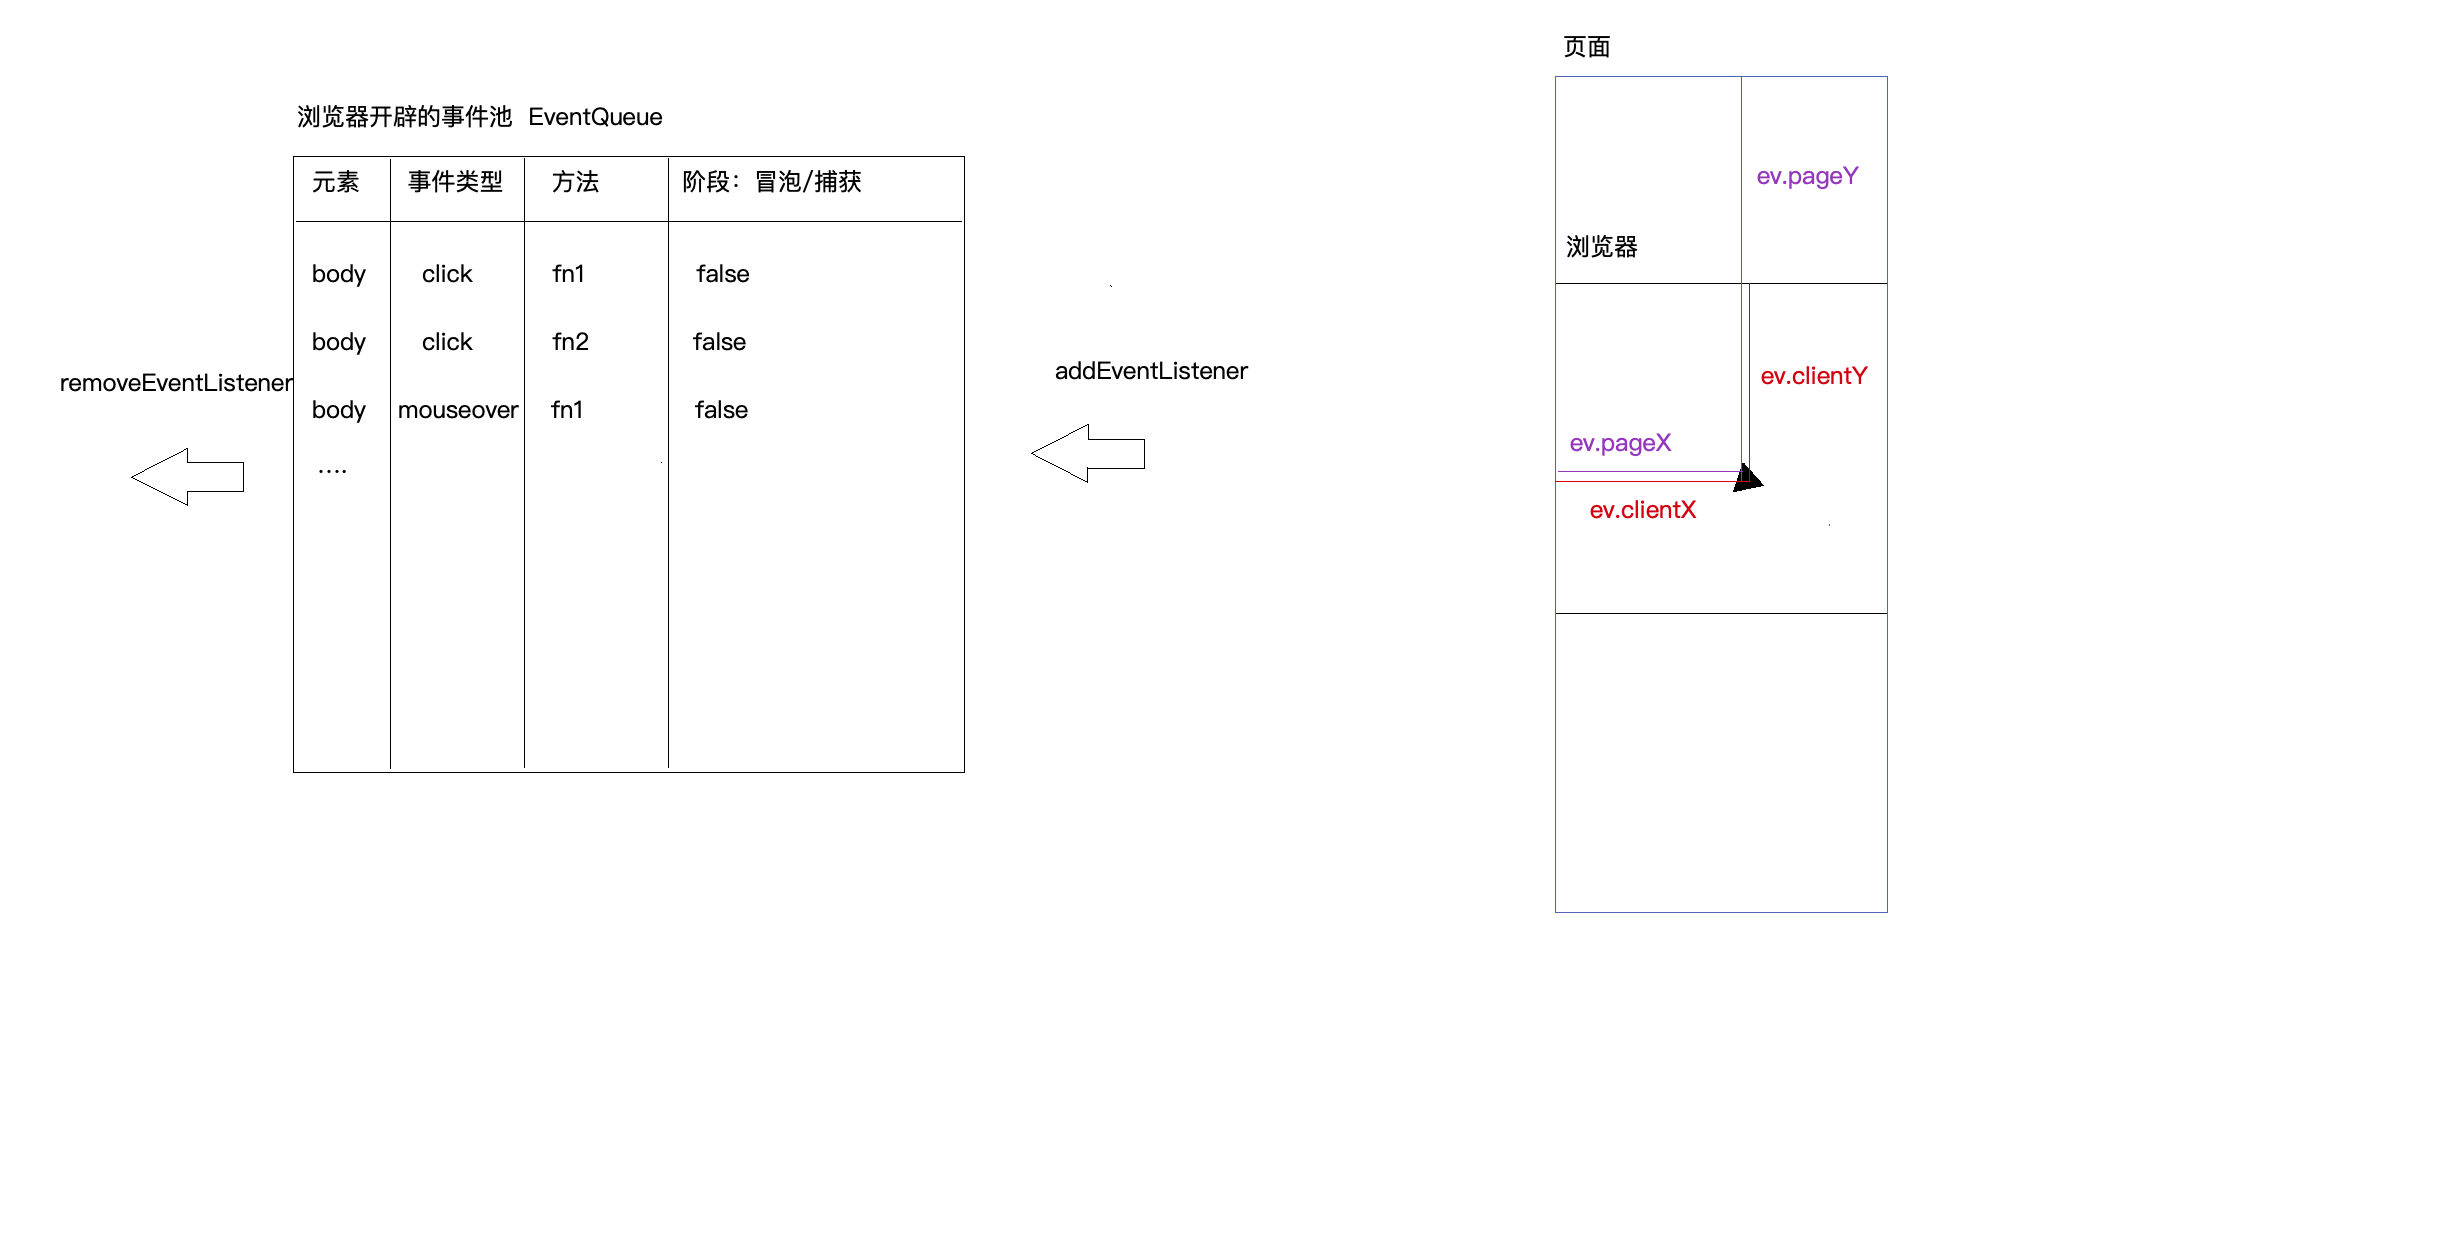 浏览器开辟的事件池 EventQueue
元素 事件类型 方法 阶段：冒泡/捕获
body click fn1 false
body click fn2 false
body mouseover fn1 false
....
removeEventListener
addEventListener
页面
ev.pageY
浏览器
ev.clientY
ev.pageX
ev.clientX